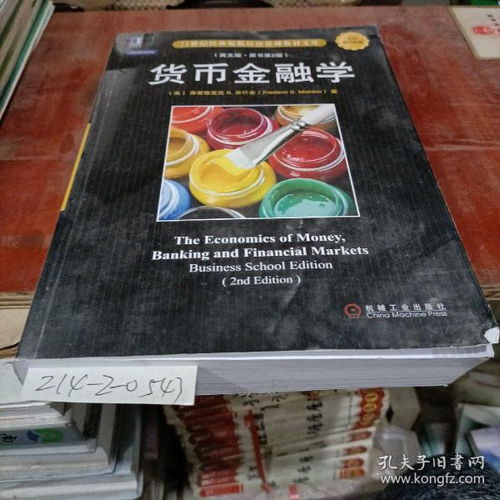 21世纪经典原版经济管理教材文库
(英文版·原书第2版)
货币金融学
(美) 弗雷德里克 S. 米什金 (Frederic S. Mishkin) 著
The Economics of Money,
Banking and Financial Markets
Business School Edition
(2nd Edition)
机械工业出版社
China Machine Press
214-2-0547
孔夫子旧书网
www.kongfz.com